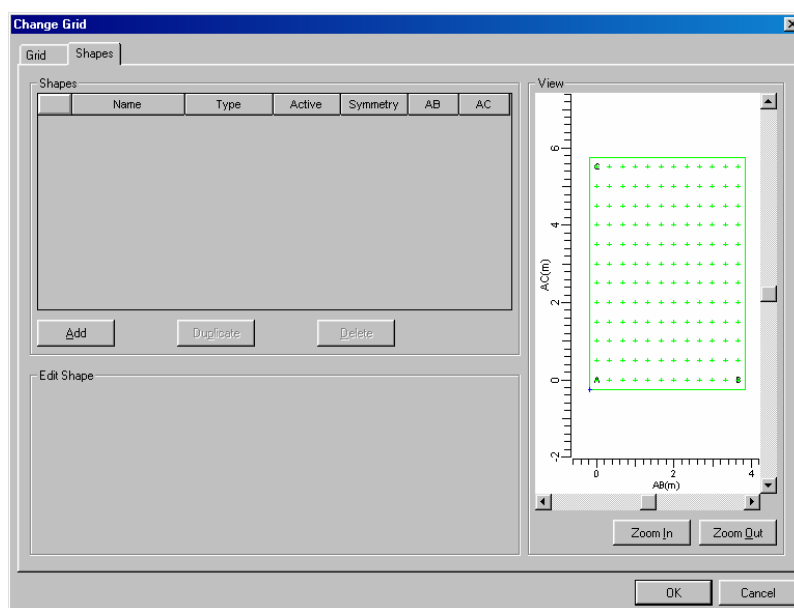 Change Grid
Grid Shapes
Shapes
Name Type Active Symmetry AB AC
Add Duplicate Delete
Edit Shape
View
6
4
2
0
-2
AC(m)
C
A B
0 2 4
AB(m)
Zoom In Zoom Out
OK Cancel